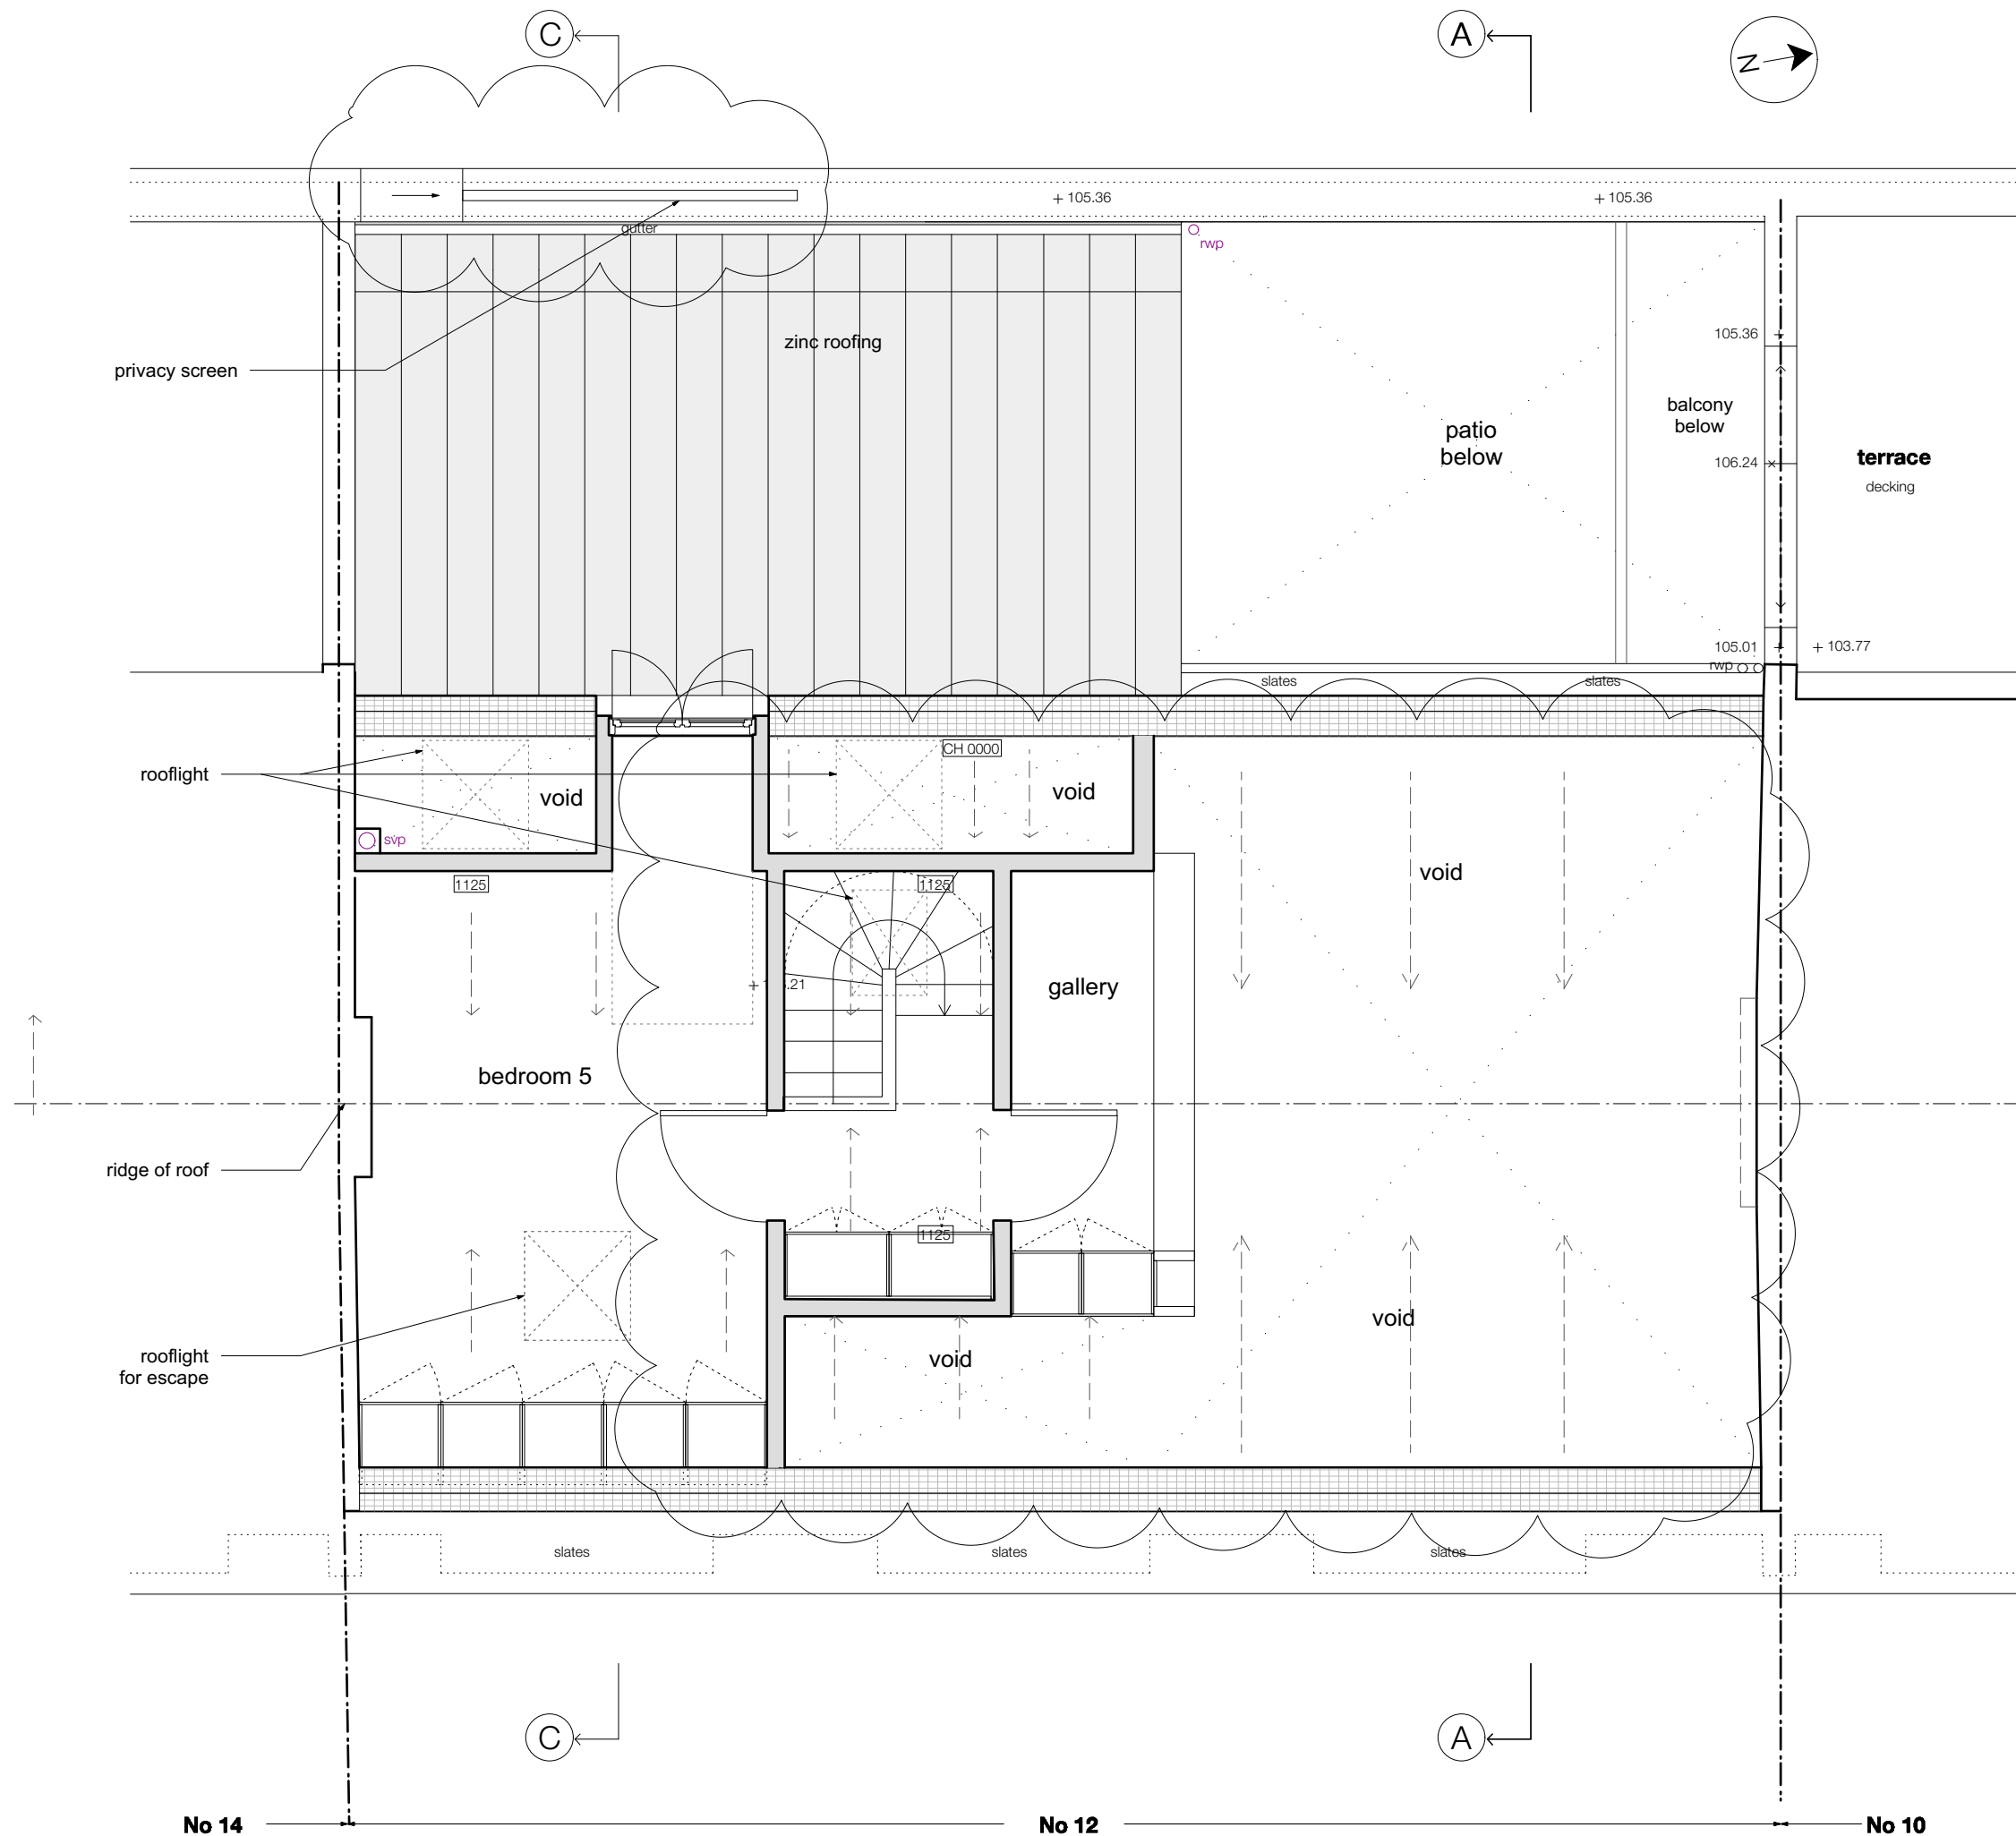 C
A
N
+ 105.36
+ 105.36
gutter
rwp
105.36
zinc roofing
privacy screen
balcony
below
patio
below
106.24
terrace
decking
105.01
+ 103.77
rwp
slates
slates
CH 0000
rooflight
void
void
svp
void
1125
1125
gallery
bedroom 5
ridge of roof
1125
void
rooflight
for escape
void
slates
slates
slates
C
A
No 14
No 12
No 10